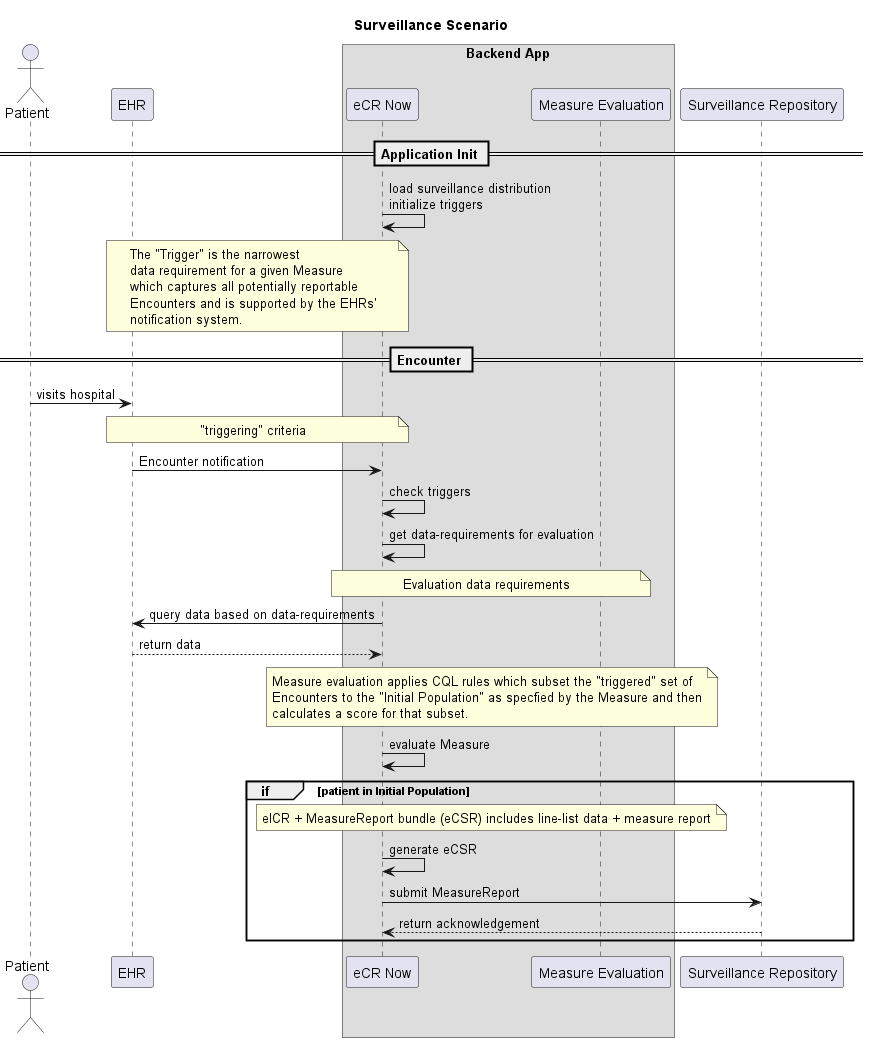 Surveillance Scenario
Backend App
Patient
EHR
eCR Now
Measure Evaluation
Surveillance Repository
Application Init
load surveillance distribution
initialize triggers
The "Trigger" is the narrowest
data requirement for a given Measure
which captures all potentially reportable
Encounters and is supported by the EHRs'
notification system.
Encounter
visits hospital
"triggering" criteria
Encounter notification
check triggers
get data-requirements for evaluation
Evaluation data requirements
query data based on data-requirements
return data
Measure evaluation applies CQL rules which subset the "triggered" set of
Encounters to the "Initial Population" as specfied by the Measure and then
calculates a score for that subset.
evaluate Measure
if [patient in Initial Population]
eICR + MeasureReport bundle (eCSR) includes line-list data + measure report
generate eCSR
submit MeasureReport
return acknowledgement
Patient
EHR
eCR Now
Measure Evaluation
Surveillance Repository